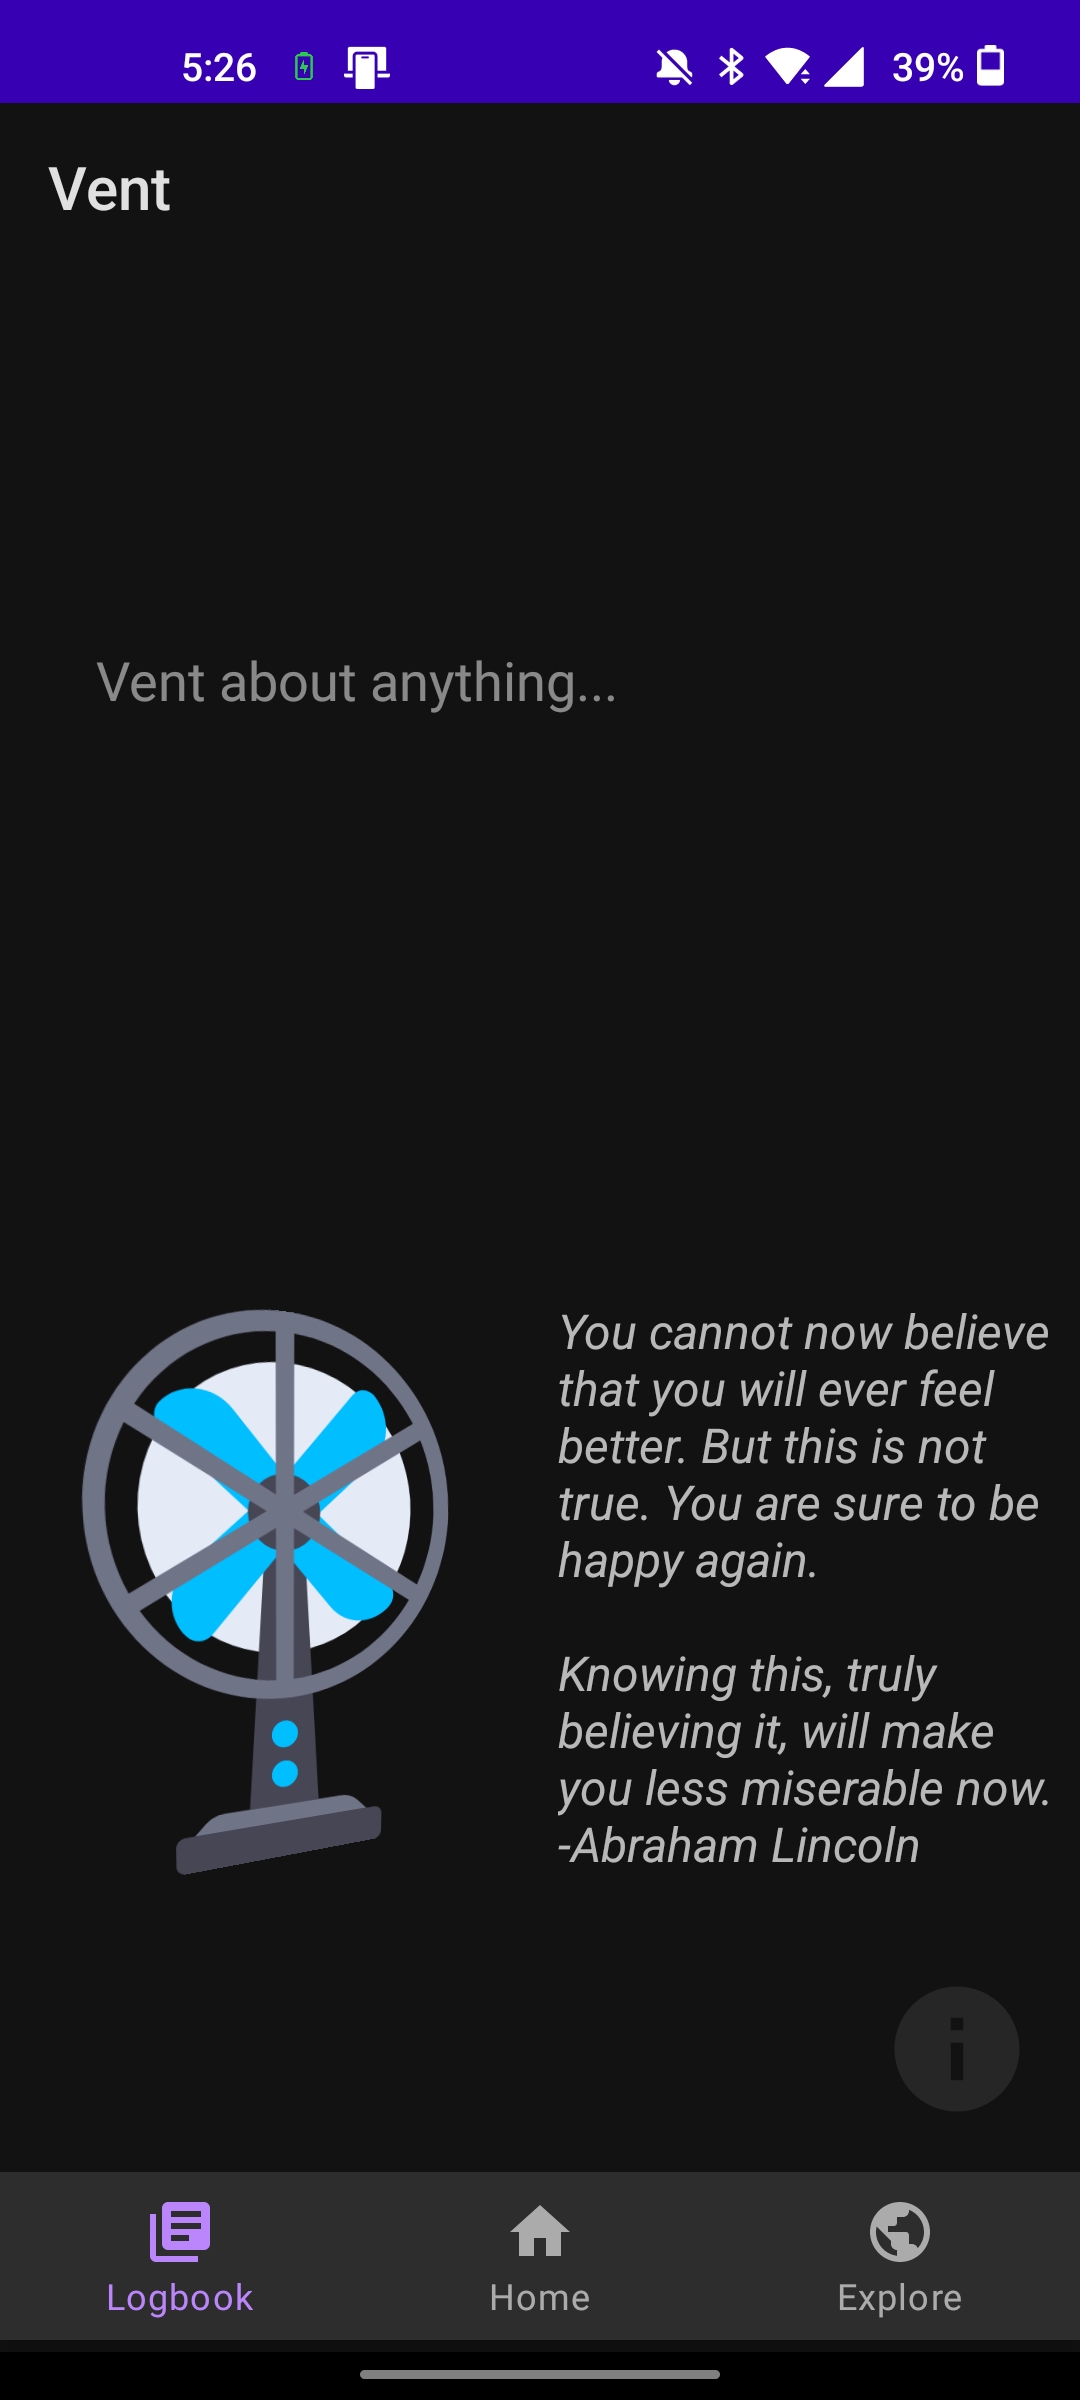 5:26
39%
Vent
Vent about anything...
You cannot now believe
that you will ever feel
better. But this is not
true. You are sure to be
happy again.
Knowing this, truly
believing it, will make
you less miserable now.
-Abraham Lincoln
Logbook
Home
Explore